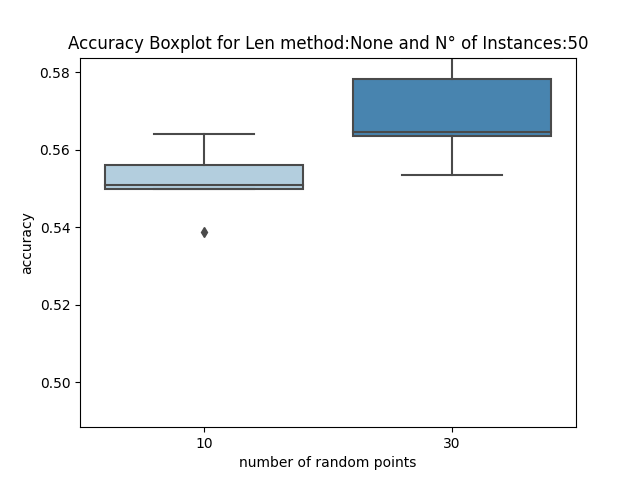 Accuracy Boxplot for Len method:None and N° of Instances:50
0.58
0.56
0.54
0.52
0.50
accuracy
10 30
number of random points